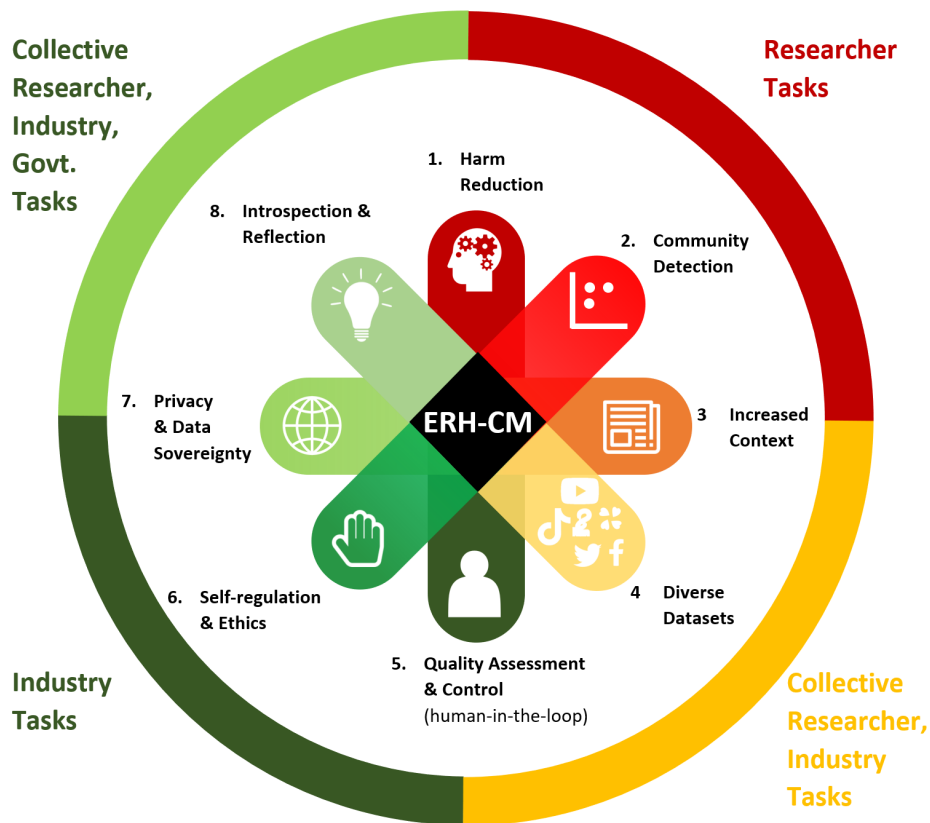 Collective
Researcher,
Industry,
Govt.
Tasks
Researcher
Tasks
1. Harm
Reduction
2. Community
Detection
3 Increased
Context
4 Diverse
Datasets
5. Quality Assessment
& Control
(human-in-the-loop)
6. Self-regulation
& Ethics
7. Privacy
& Data
Sovereignty
8. Introspection &
Reflection
ERH-CM
Industry
Tasks
Collective
Researcher,
Industry
Tasks